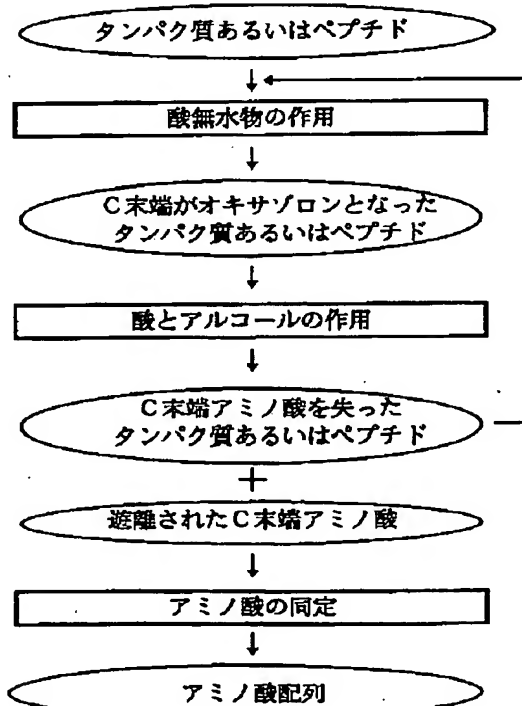 タンパク質あるいはペプチド
酸無水物の作用
C末端がオキサゾロンとなった
タンパク質あるいはペプチド
酸とアルコールの作用
C末端アミノ酸を失った
タンパク質あるいはペプチド
+
遊離されたC末端アミノ酸
アミノ酸の同定
アミノ酸配列